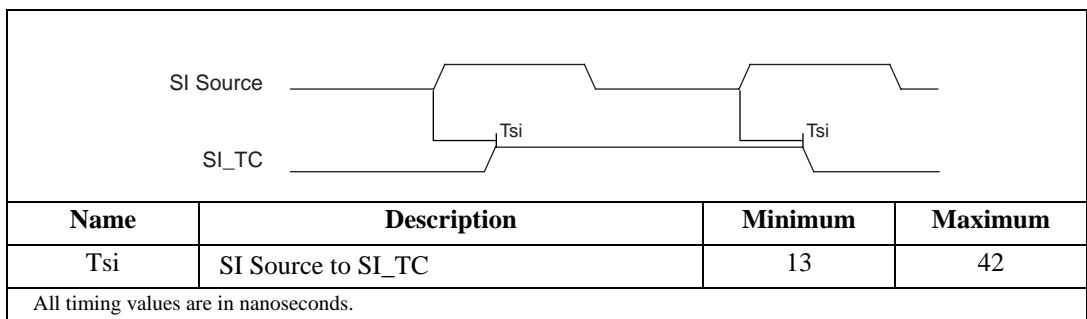 SI Source
Tsi Tsi
SI_TC
Name Description Minimum Maximum
Tsi SI Source to SI_TC 13 42
All timing values are in nanoseconds.